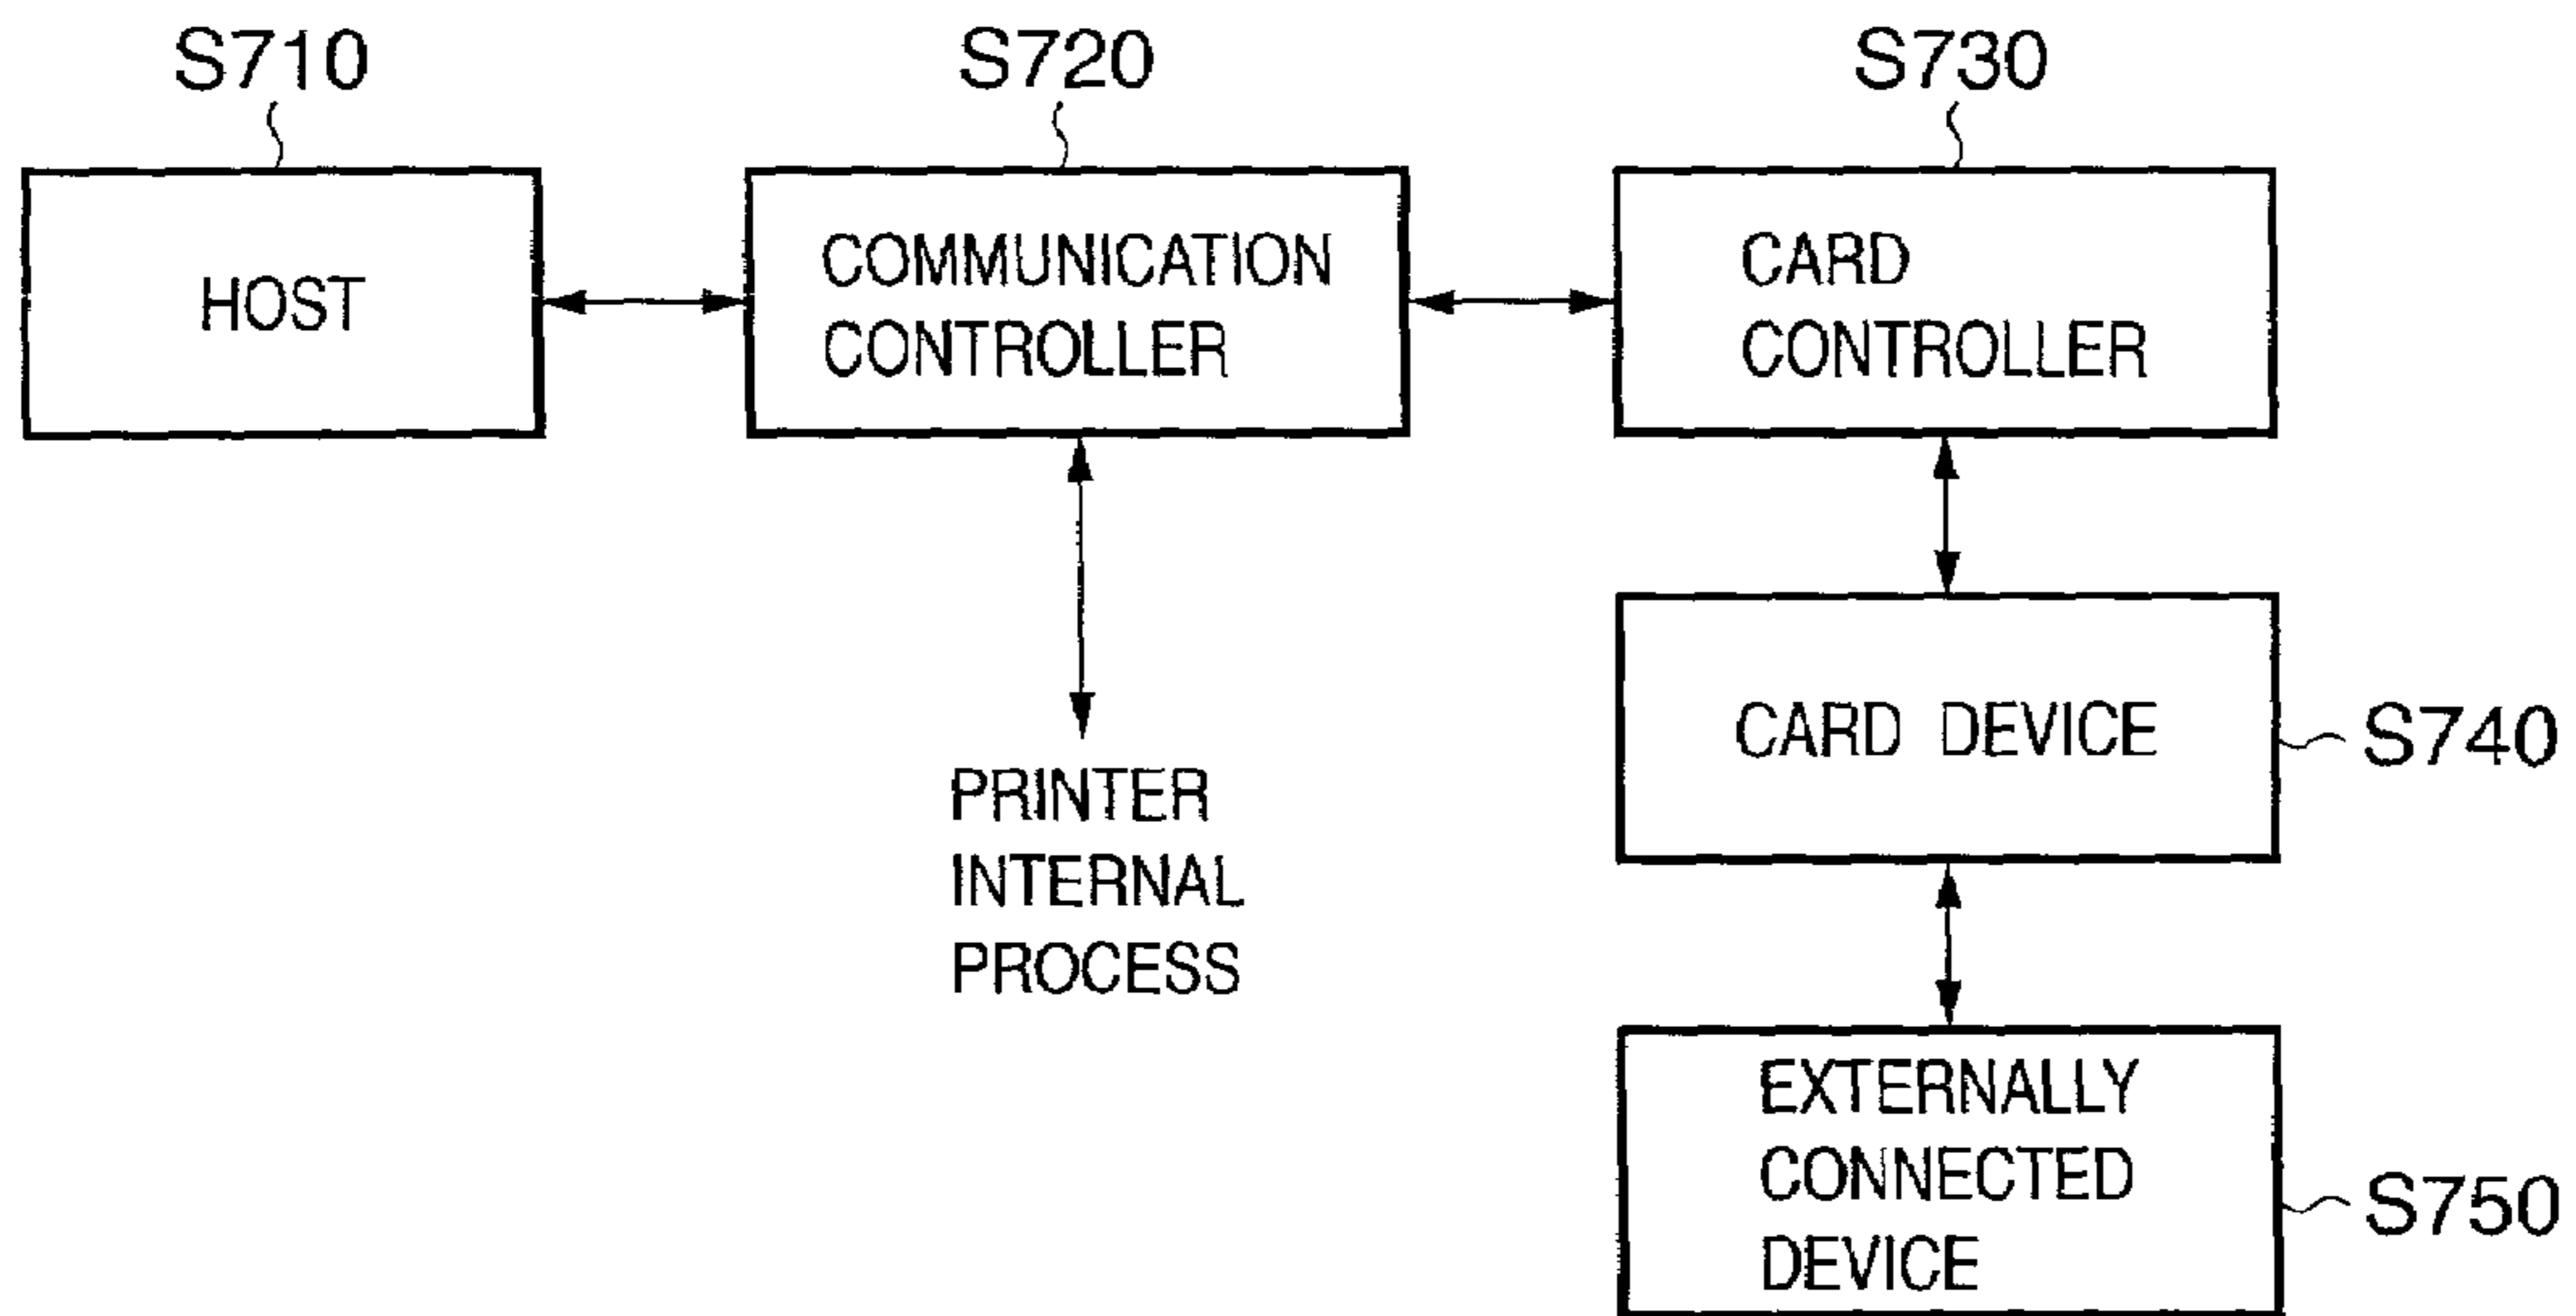 S710
S720
S730
HOST
COMMUNICATION
CONTROLLER
CARD
CONTROLLER
CARD DEVICE
S740
PRINTER
INTERNAL
PROCESS
EXTERNALLY
CONNECTED
DEVICE
S750